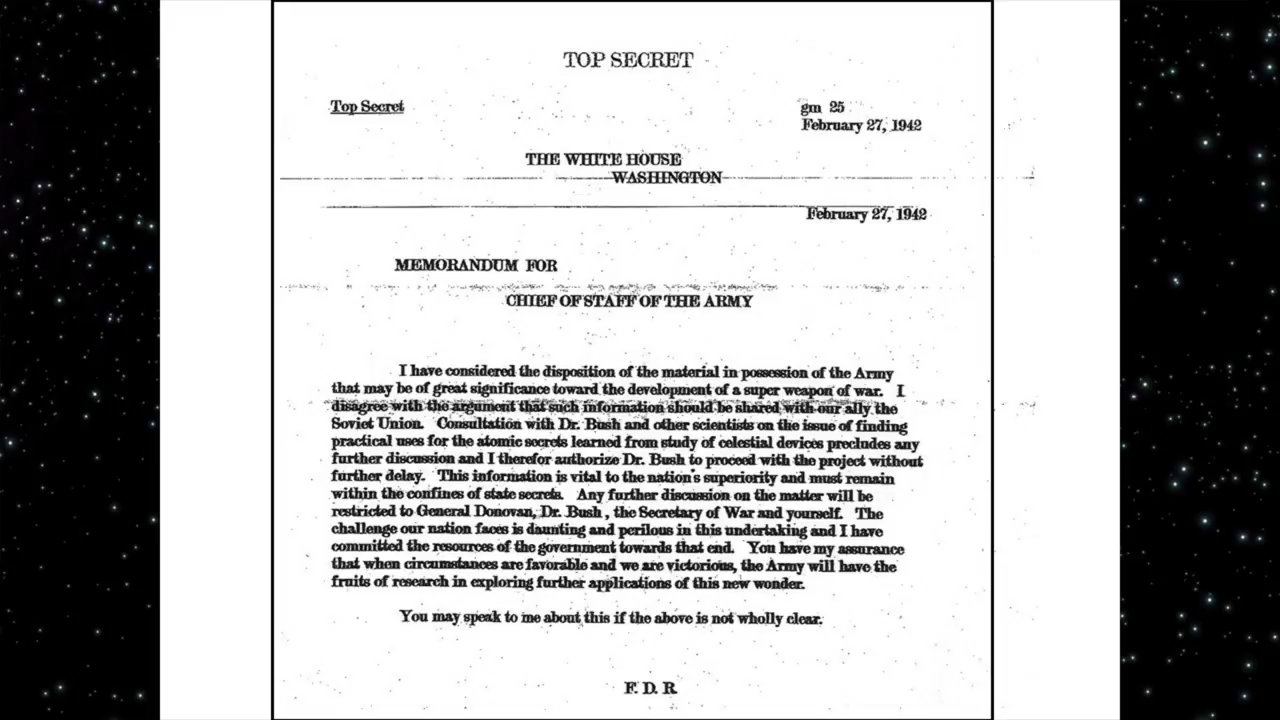 TOP SECRET
Top Secret
gm 25
February 27, 1942
THE WHITE HOUSE
WASHINGTON
February 27, 1942
MEMORANDUM FOR
CHIEF OF STAFF OF THE ARMY
I have considered the disposition of the material in possession of the Army
that may be of great significance toward the development of a super weapon of war. I
disagree with the argument that such information should be shared with our ally the
Soviet Union. Consultation with Dr. Bush and other scientists on the issue of finding
practical uses for the atomic secrets learned from study of celestial devices precludes any
further discussion and I therefor authorize Dr. Bush to proceed with the project without
further delay. This information is vital to the nation's superiority and must remain
within the confines of state secrets. Any further discussion on the matter will be
restricted to General Donovan, Dr. Bush , the Secretary of War and yourself. The
challenge our nation faces is daunting and perilous in this undertaking and I have
committed the resources of the government towards that end. You have my assurance
that when circumstances are favorable and we are victorious, the Army will have the
fruits of research in exploring further applications of this new wonder.
You may speak to me about this if the above is not wholly clear.
F. D. R.